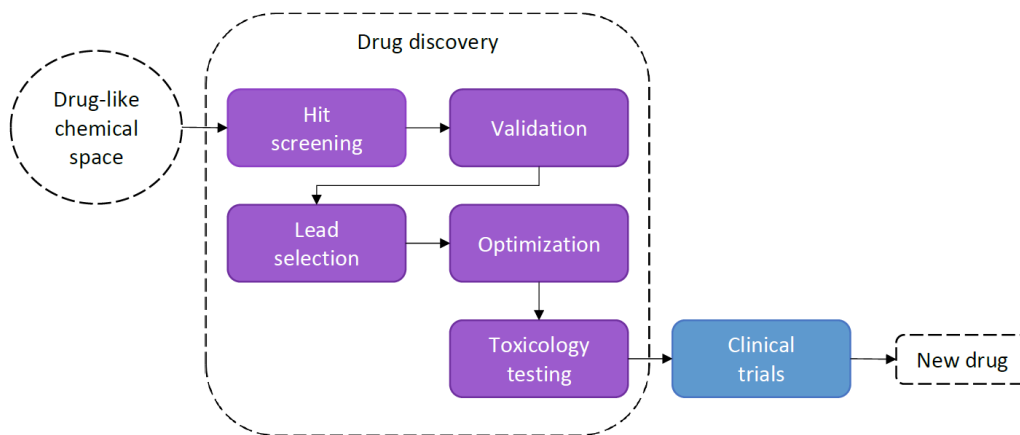 Drug discovery
Drug-like
chemical
space
Hit
screening
Validation
Lead
selection
Optimization
Toxicology
testing
Clinical
trials
New drug